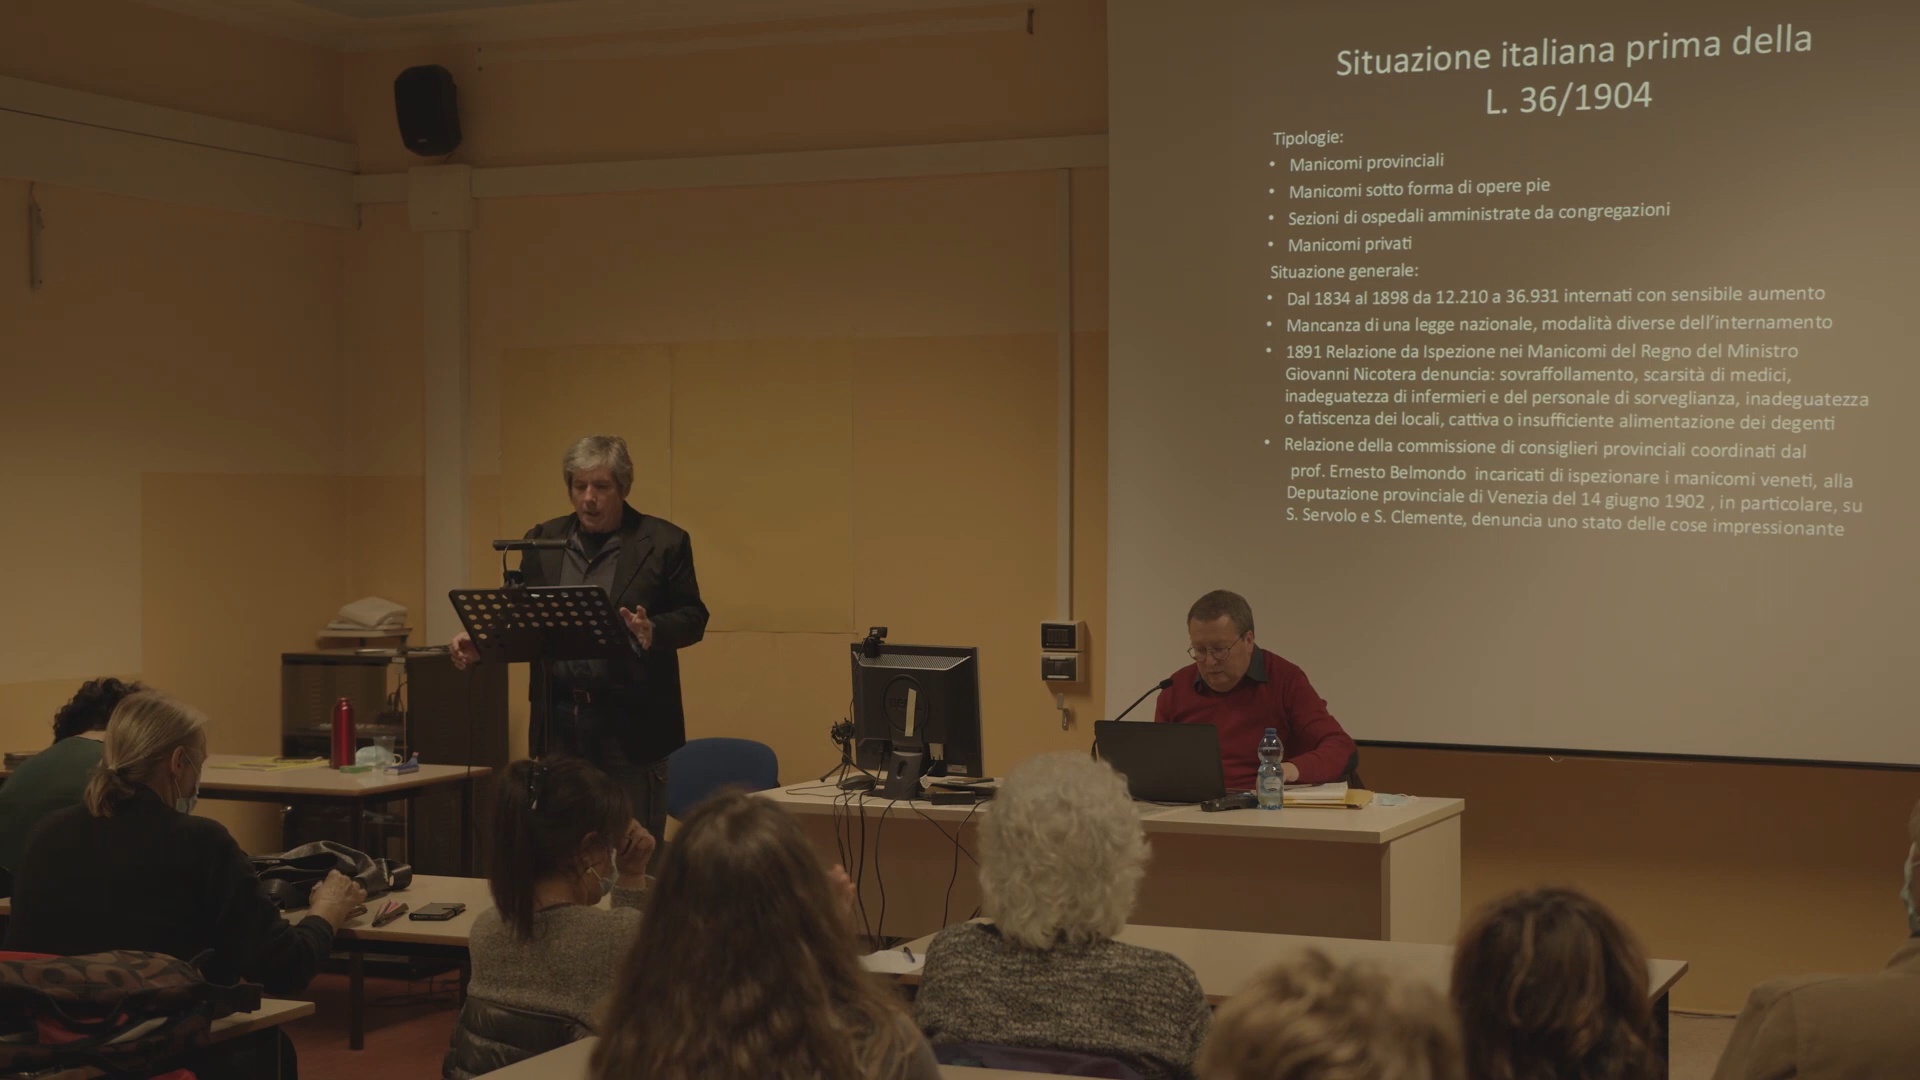 Situazione italiana prima della
L. 36/1904
Tipologie:
• Manicomi provinciali
• Manicomi sotto forma di opere pie
• Sezioni di ospedali amministrate da congregazioni
• Manicomi privati
Situazione generale:
• Dal 1834 al 1898 da 12.210 a 36.931 internati con sensibile aumento
• Mancanza di una legge nazionale, modalità diverse dell'internamento
• 1891 Relazione da Ispezione nei Manicomi del Regno del Ministro
Giovanni Nicotera denuncia: sovraffollamento, scarsità di medici,
inadeguatezza di infermieri e del personale di sorveglianza, inadeguatezza
o fatiscenza dei locali, cattiva o insufficiente alimentazione dei degenti
• Relazione della commissione di consiglieri provinciali coordinati dal
prof. Ernesto Belmondo incaricati di ispezionare i manicomi veneti, alla
Deputazione provinciale di Venezia del 14 giugno 1902 , in particolare, su
S. Servolo e S. Clemente, denuncia uno stato delle cose impressionante